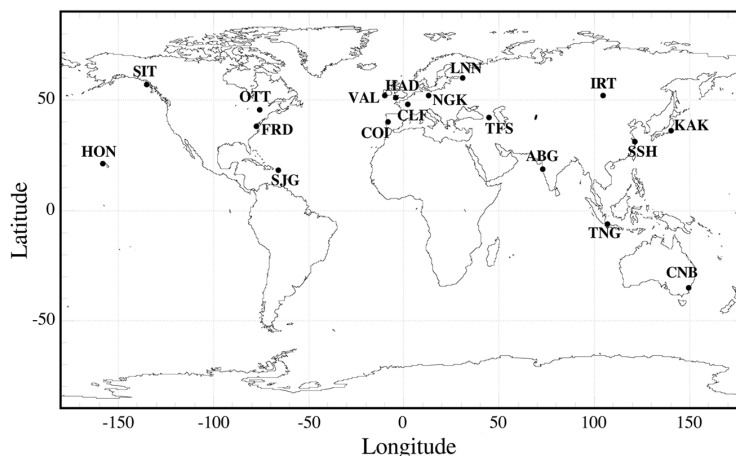 LNN
SIT
HAD
IRT
50
OTT
VAL
NGK
CLF
FRD
COI
TFS
KAK
SSH
HON
ABG
SJG
Latitude
0
TNG
CNB
-50
-150
-100
-50
0
50
100
150
Longitude